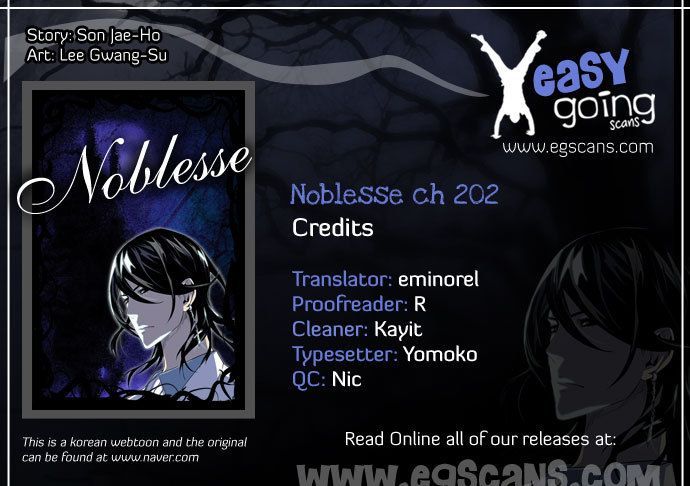 Story: Son Jae-Ho
Art: Lee Gwang-Su
easy
going
scans
www.egscans.com
Noblesse
Noblesse ch 202
Credits
Translator: eminorel
Proofreader: R
Cleaner: Kayit
Typesetter: Yomoko
QC: Nic
This is a korean webtoon and the original
can be found at www.naver.com
Read Online all of our releases at:
www.egscans.com